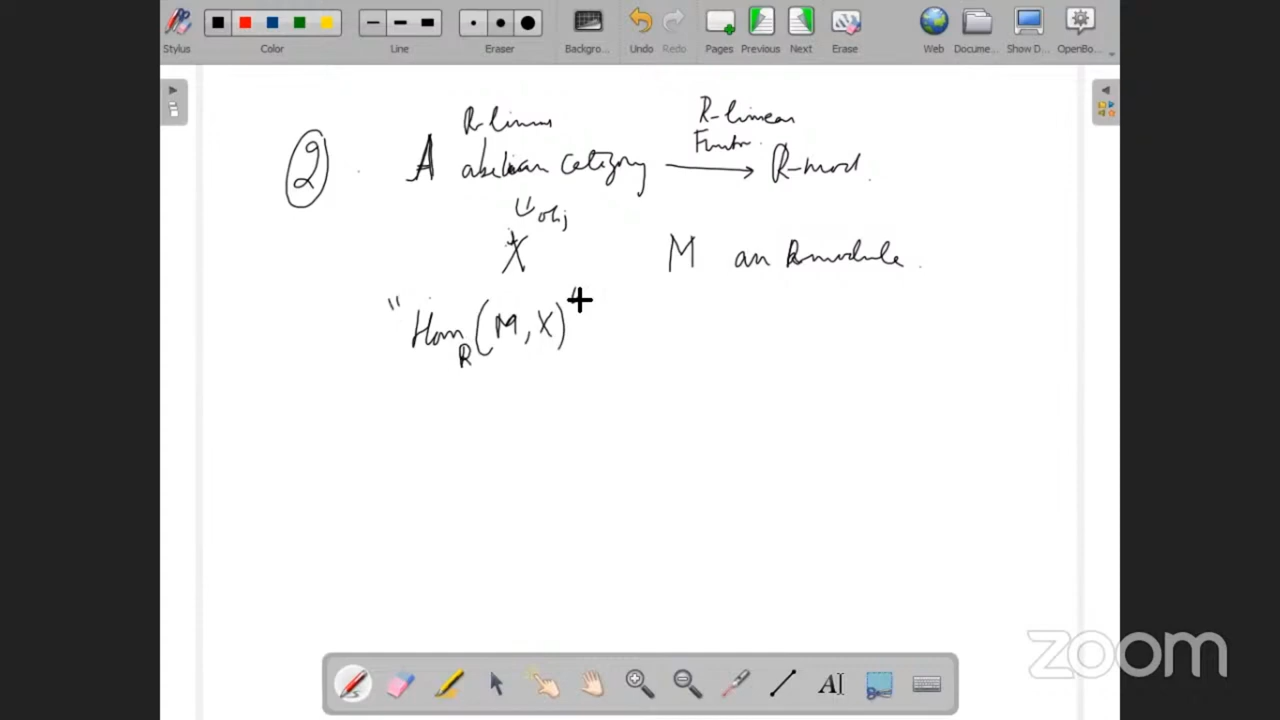 Stylus Color Line Eraser Backgro... Undo Redo Pages Previous Next Erase Web Docume... Show D... OpenBo...
R-linear R-linear
Functor.
2 A abelian category → R-mod.
obj
X M an R-module.
"Hom_R(M, X)"
AI
zoom